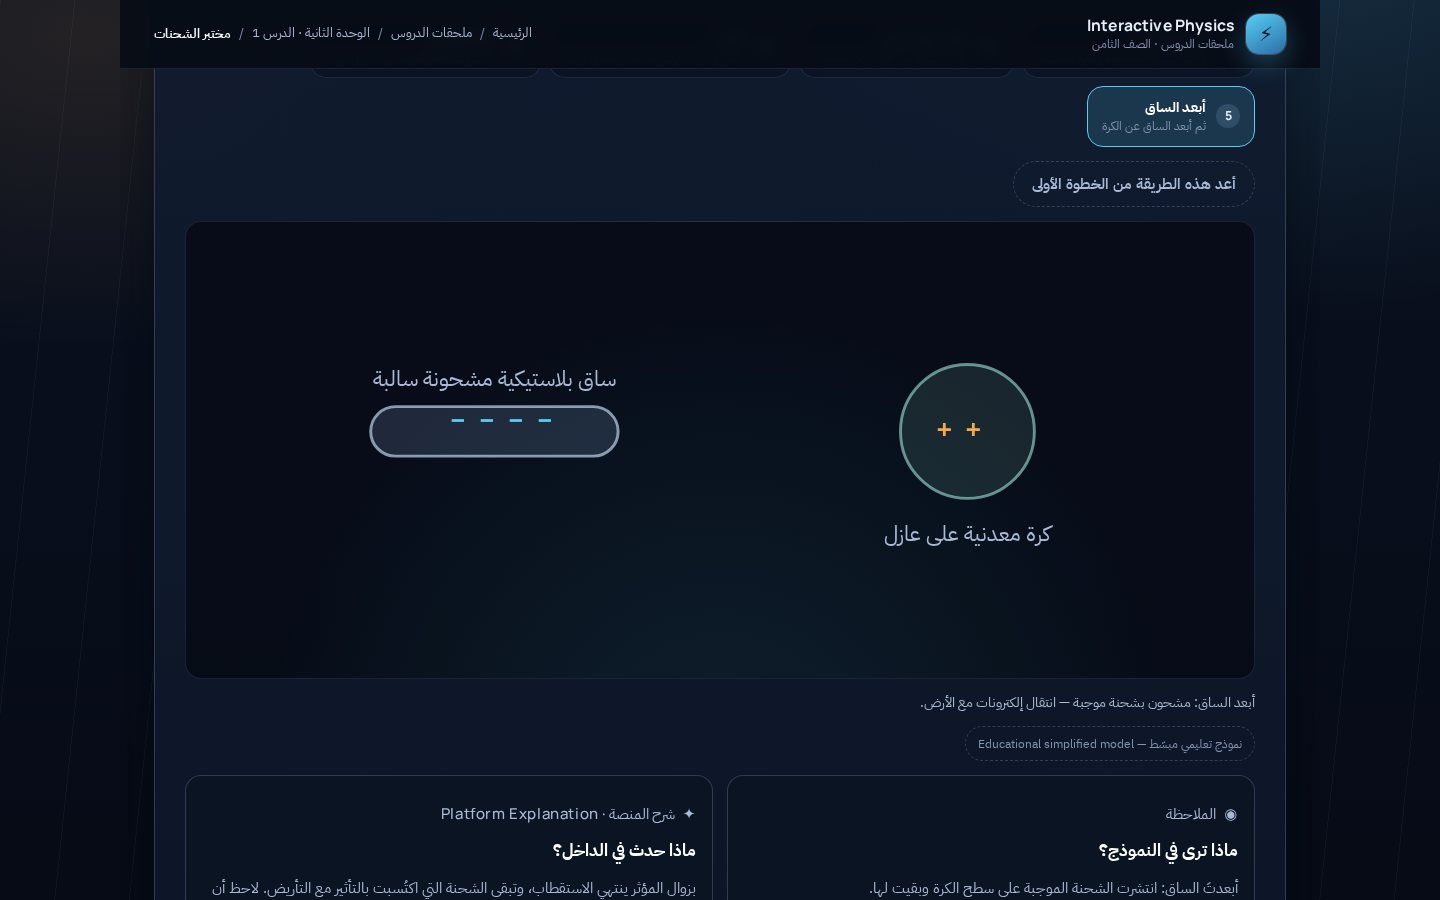 Interactive Physics
ملحقات الدروس · الصف الثامن
الرئيسية / ملحقات الدروس / الوحدة الثانية · الدرس 1 / مختبر الشحنات
5
أبعد الساق
ثم أبعد الساق عن الكرة
أعد هذه الطريقة من الخطوة الأولى
+ +
كرة معدنية على عازل
ساق بلاستيكية مشحونة سالبة
− − − −
أبعد الساق: مشحون بشحنة موجبة — انتقال إلكترونات مع الأرض.
نموذج تعليمي مبسّط — Educational simplified model
الملاحظة
ماذا ترى في النموذج؟
أبعدتَ الساق: انتشرت الشحنة الموجبة على سطح الكرة وبقيت لها.
شرح المنصة · Platform Explanation
ماذا حدث في الداخل؟
بزوال المؤثر ينتهي الاستقطاب، وتبقى الشحنة التي اكتُسبت بالتأثير مع التأريض. لاحظ أن